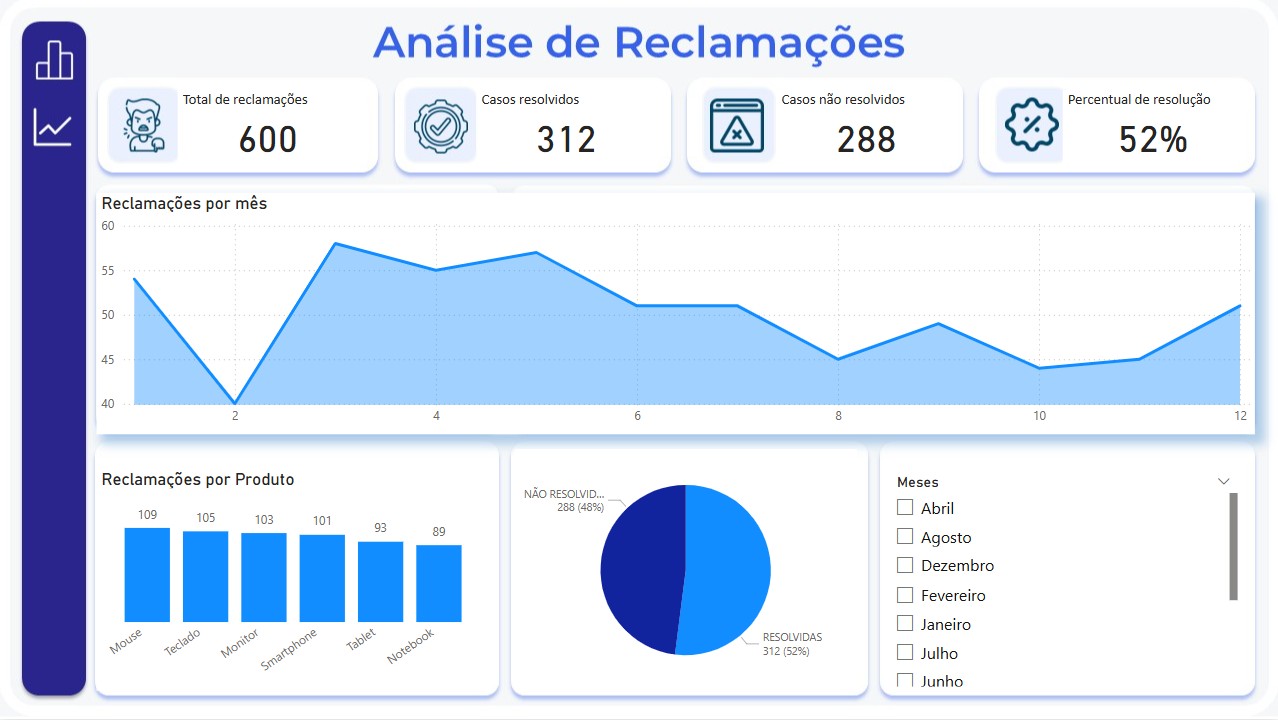 Análise de Reclamações
Total de reclamações
600
Casos resolvidos
312
Casos não resolvidos
288
Percentual de resolução
52%
Reclamações por mês
60
55
50
45
40
2 4 6 8 10 12
Reclamações por Produto
109 105 103 101 93 89
Mouse Teclado Monitor Smartphone Tablet Notebook
NÃO RESOLVID...
288 (48%)
RESOLVIDAS
312 (52%)
Meses
Abril
Agosto
Dezembro
Fevereiro
Janeiro
Julho
Junho